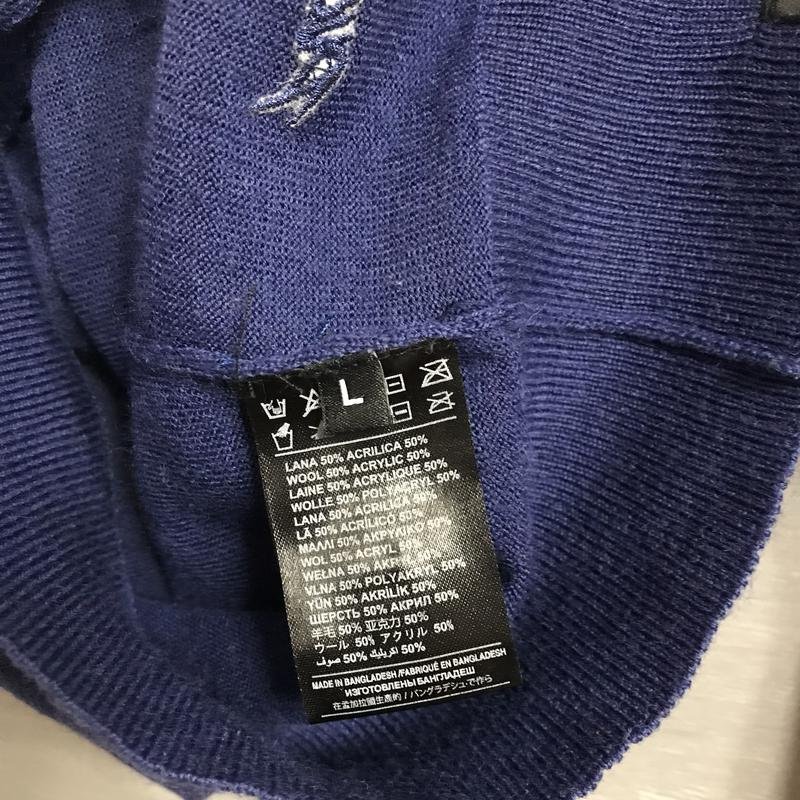 L
LANA 50% ACRILICA 50%
WOOL 50% ACRYLIC 50%
LAINE 50% ACRYLIQUE 50%
WOLLE 50% POLYACRYL 50%
LANA 50% ACRILICA 50%
LÃ 50% ACRÍLICO 50%
ΜΑΛΛΙ 50% ΑΚΡΥΛΙΚΟ 50%
WOL 50% ACRYL 50%
WEŁNA 50% AKRYL 50%
VLNA 50% POLYAKRYL 50%
YÜN 50% AKRİLİK 50%
ШЕРСТЬ 50% АКРИЛ 50%
羊毛 50% 亚克力 50%
ウール 50% アクリル 50%
صوف 50% اكريليك 50%
MADE IN BANGLADESH /FABRIQUÉ EN BANGLADESH
ИЗГОТОВЛЕНЫ БАНГЛАДЕШ
在孟加拉國生產的 / バングラデシュ で作ら